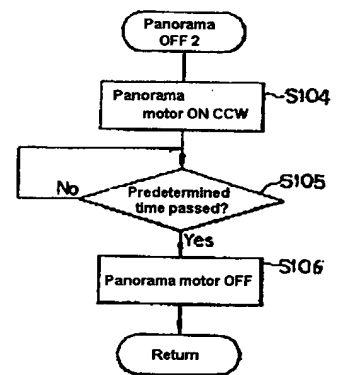 Panorama
OFF 2
Panorama
motor ON CCW
S104
No
Predetermined
time passed?
S105
Yes
Panorama motor OFF
S106
Return